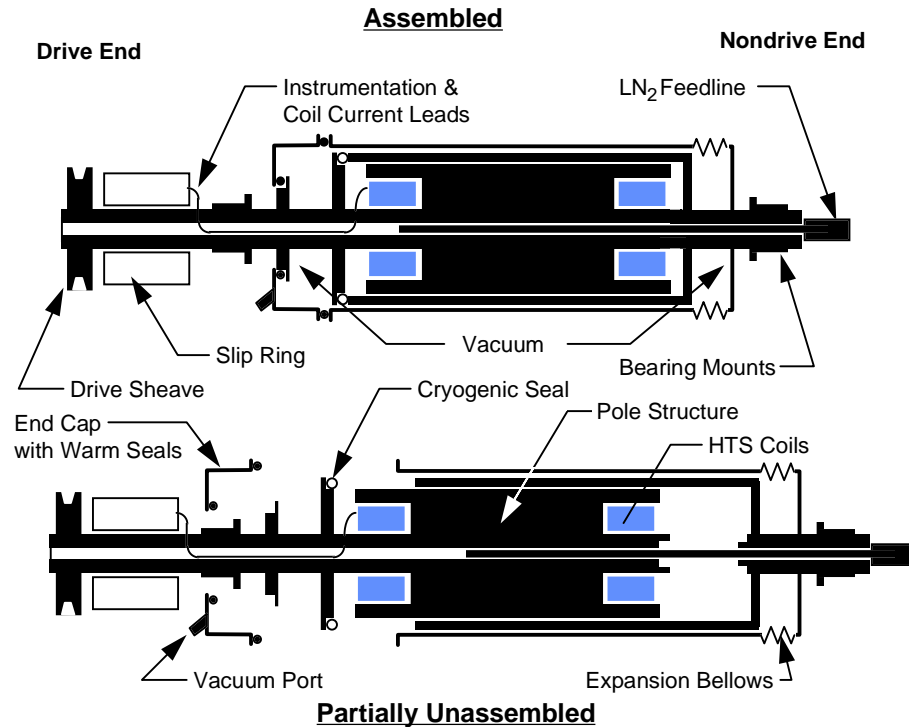 Assembled
Drive End
Nondrive End
Instrumentation &
Coil Current Leads
LN2 Feedline
Vacuum
Slip Ring
Bearing Mounts
Drive Sheave
Cryogenic Seal
End Cap
with Warm Seals
Pole Structure
HTS Coils
Vacuum Port
Expansion Bellows
Partially Unassembled